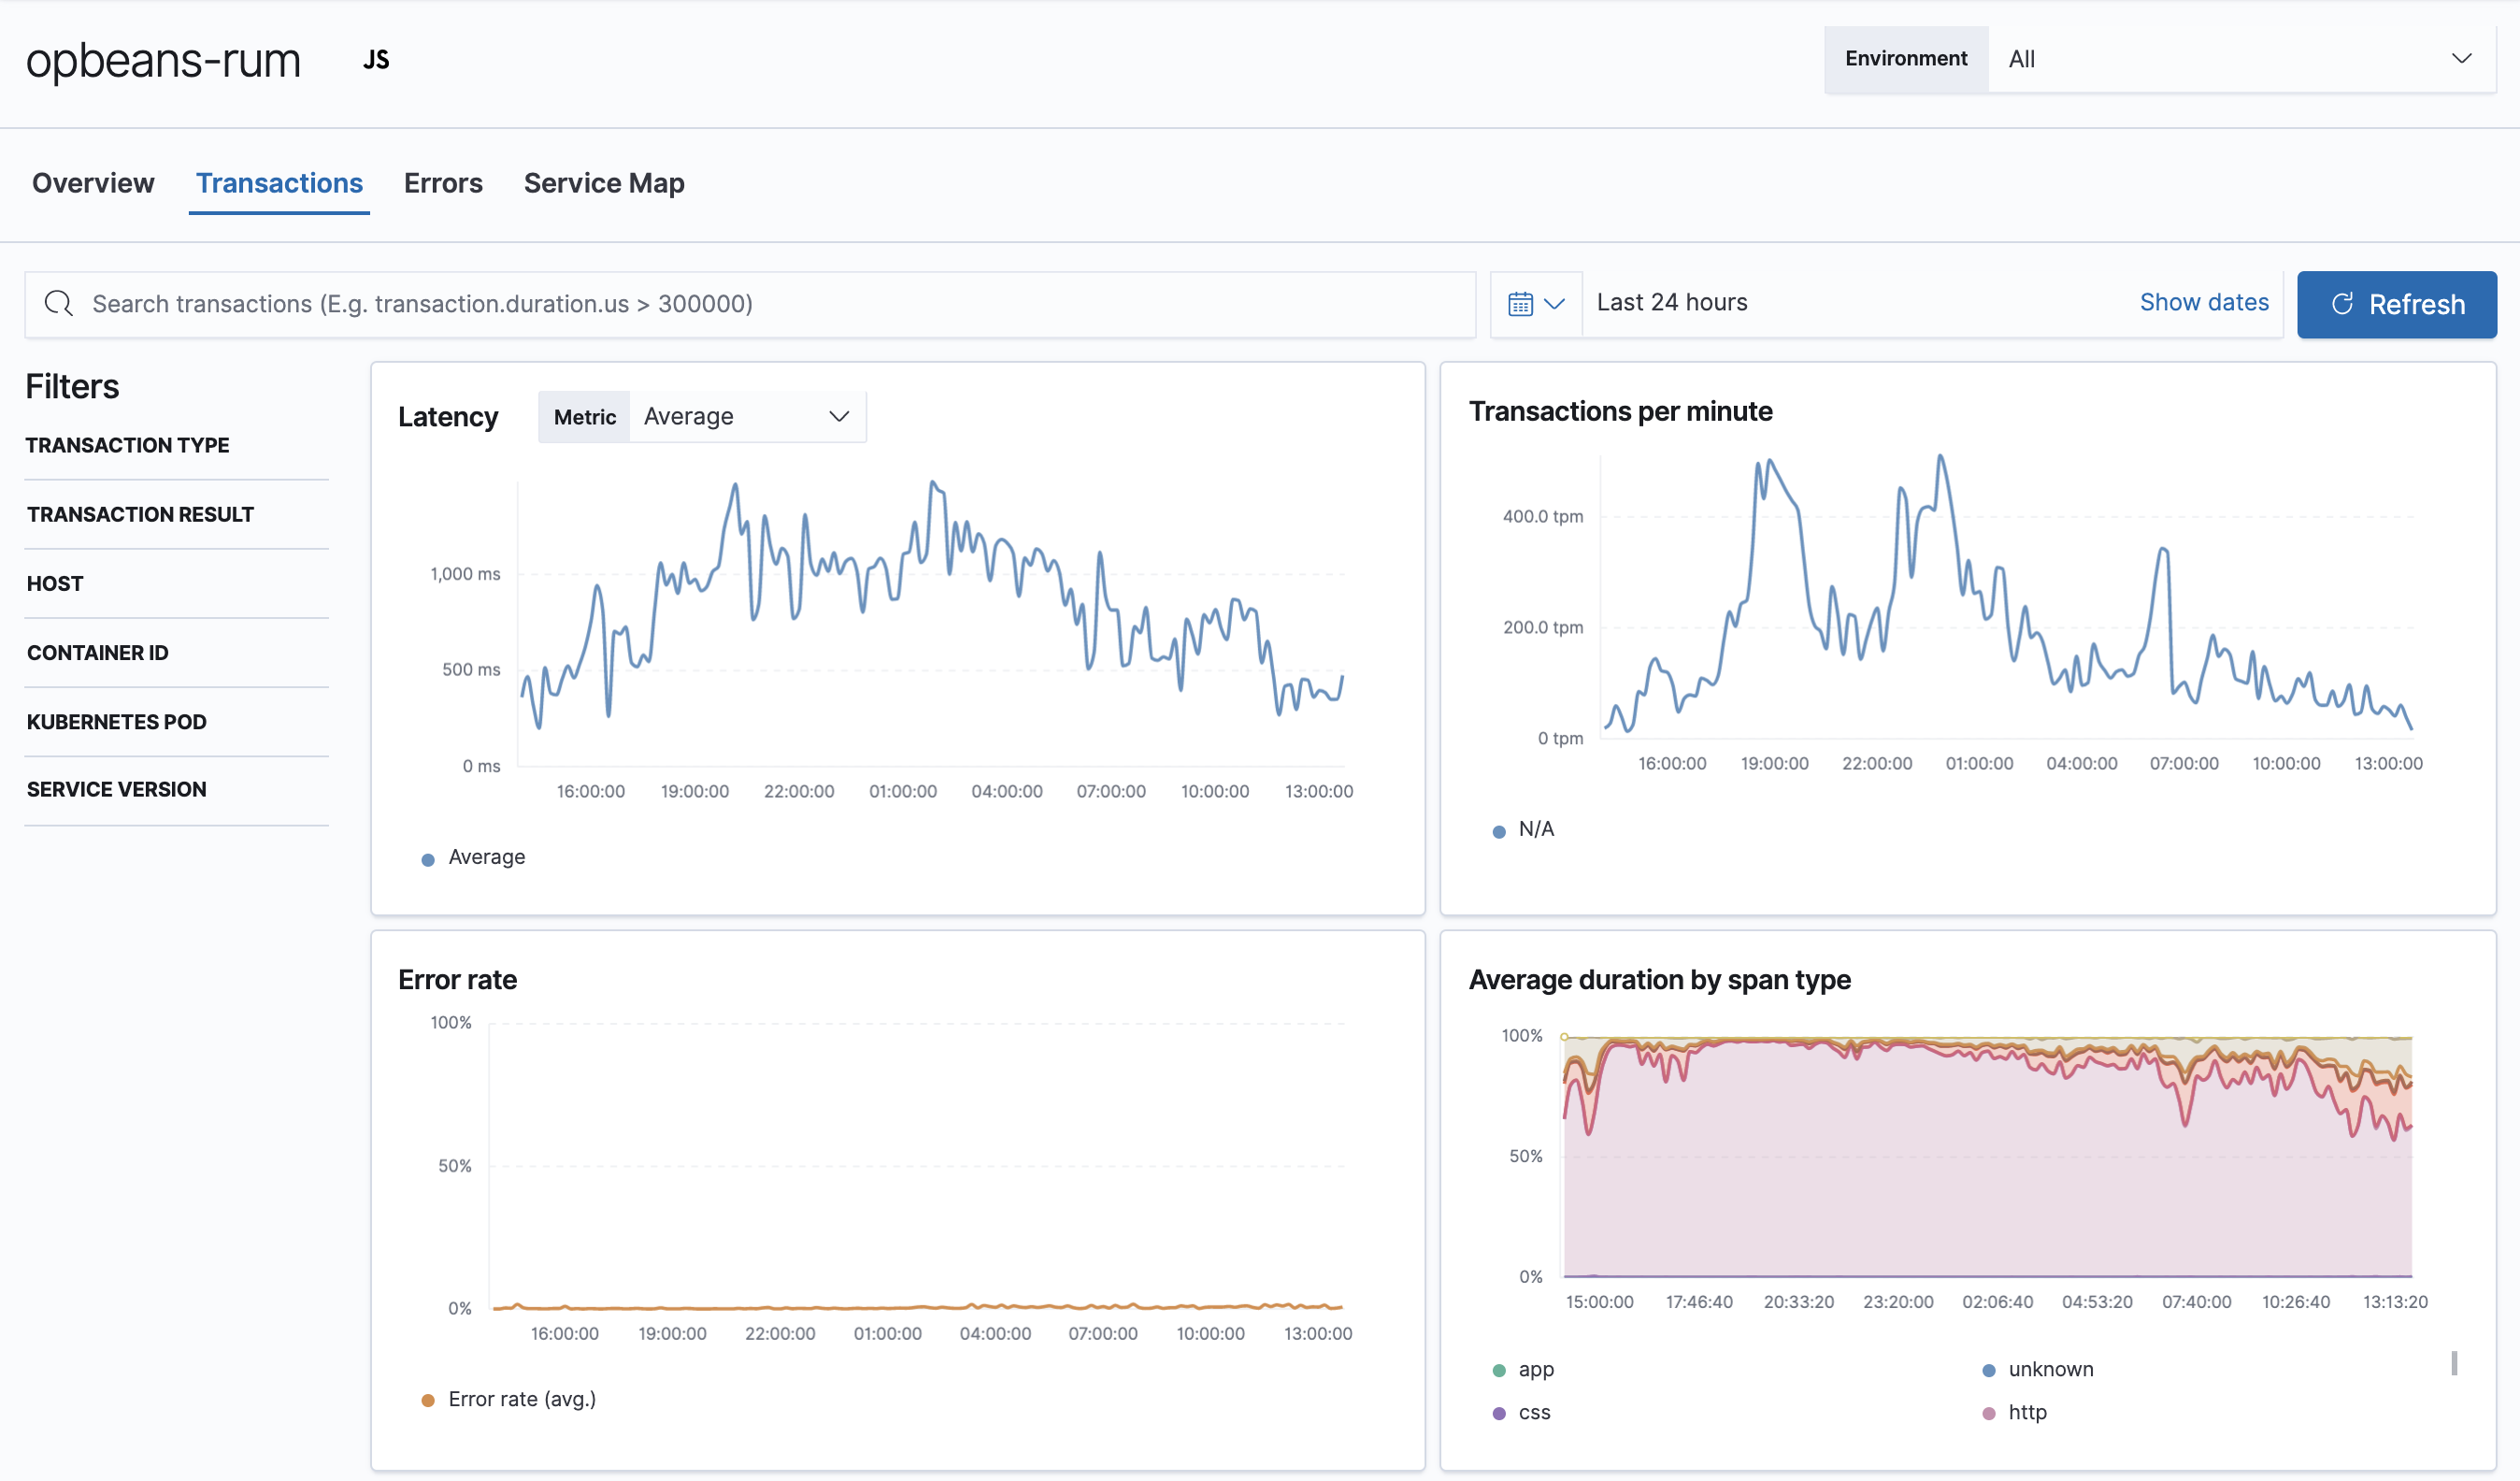 opbeans-rum JS Environment All
Overview Transactions Errors Service Map
Search transactions (E.g. transaction.duration.us > 300000) Last 24 hours Show dates Refresh
Filters
TRANSACTION TYPE
TRANSACTION RESULT
HOST
CONTAINER ID
KUBERNETES POD
SERVICE VERSION
Latency Metric Average
1,000 ms
500 ms
0 ms
16:00:00 19:00:00 22:00:00 01:00:00 04:00:00 07:00:00 10:00:00 13:00:00
Average
Transactions per minute
400.0 tpm
200.0 tpm
0 tpm
16:00:00 19:00:00 22:00:00 01:00:00 04:00:00 07:00:00 10:00:00 13:00:00
N/A
Error rate
100%
50%
0%
16:00:00 19:00:00 22:00:00 01:00:00 04:00:00 07:00:00 10:00:00 13:00:00
Error rate (avg.)
Average duration by span type
100%
50%
0%
15:00:00 17:46:40 20:33:20 23:20:00 02:06:40 04:53:20 07:40:00 10:26:40 13:13:20
app unknown
css http